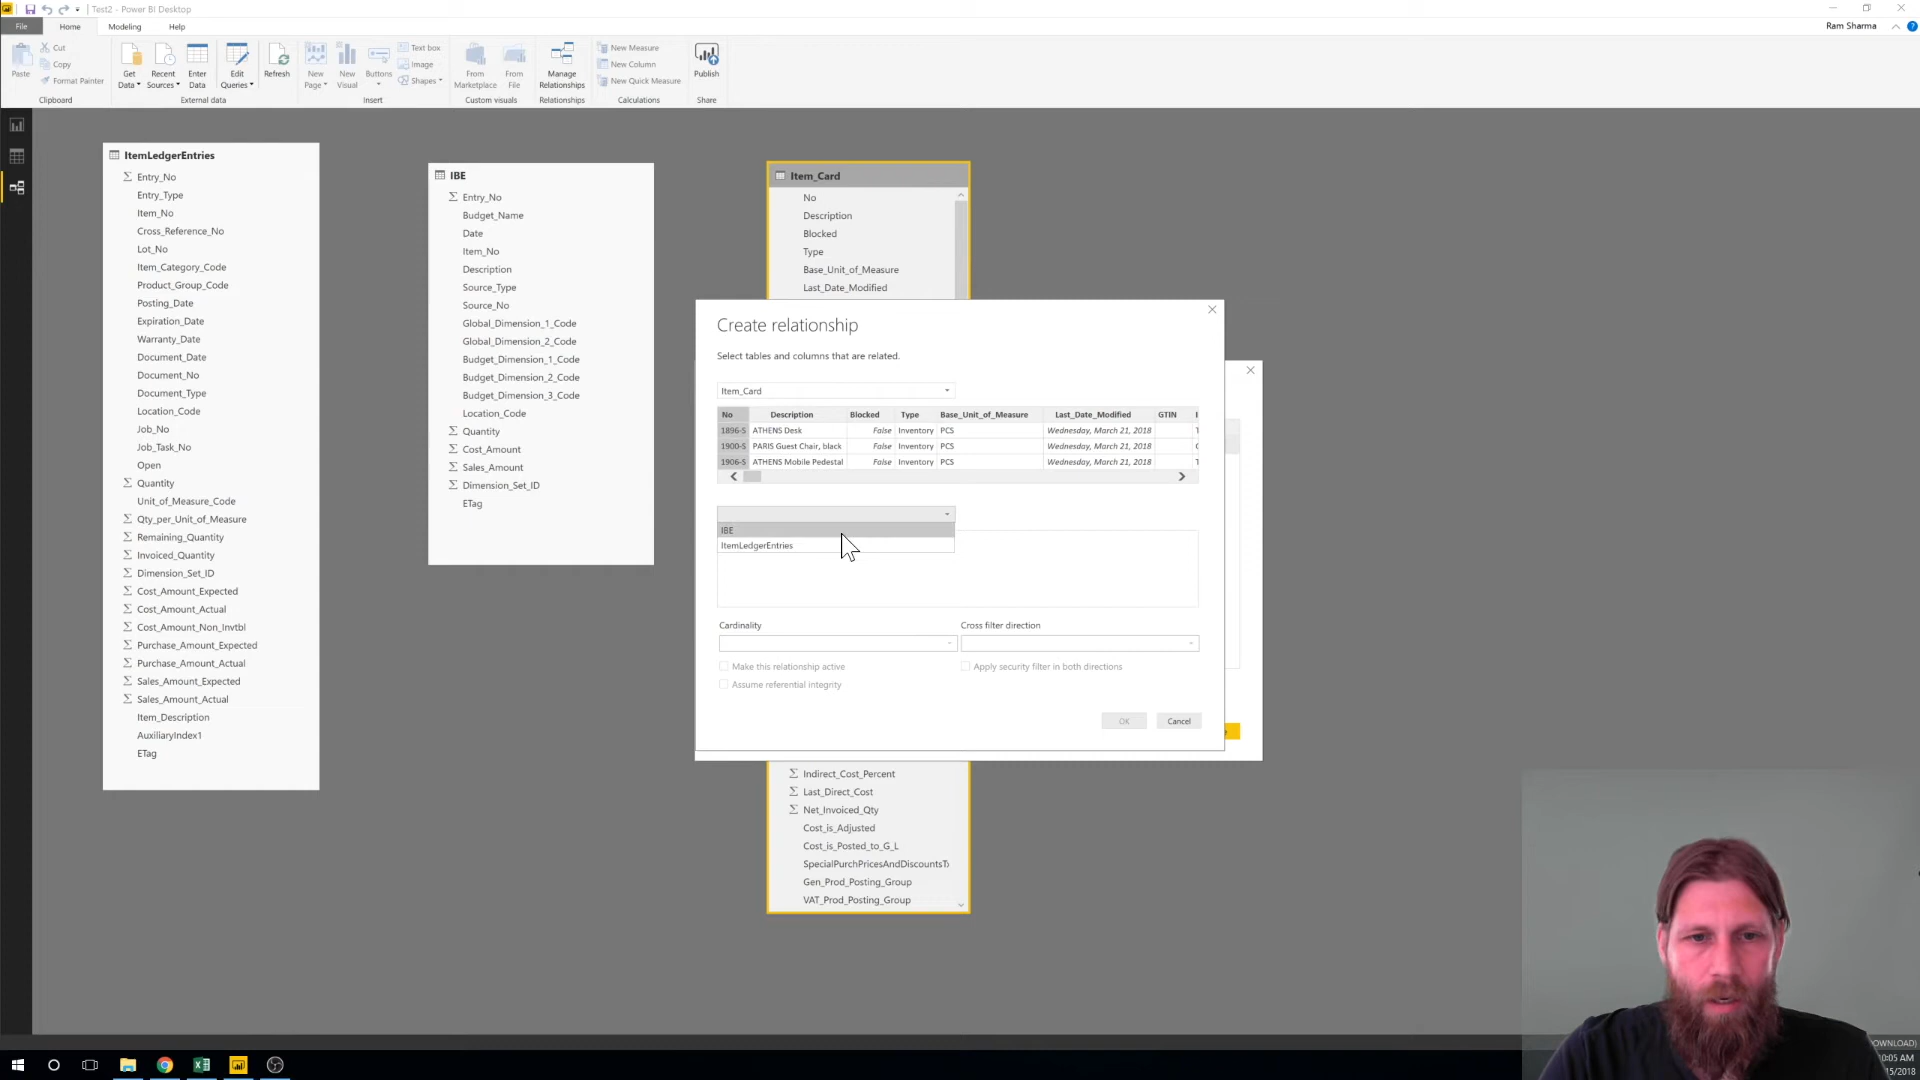 Test2 - Power BI Desktop
File Home Modeling Help
Ram Sharma
Paste
Cut
Copy
Format Painter
Clipboard
Get Data
Recent Sources
Enter Data
Edit Queries
Refresh
External data
New Page
New Visual
Buttons
Text box
Image
Shapes
Insert
From Marketplace
From File
Custom visuals
Manage Relationships
Relationships
New Measure
New Column
New Quick Measure
Calculations
Publish
Share
ItemLedgerEntries
Entry_No
Entry_Type
Item_No
Cross_Reference_No
Lot_No
Item_Category_Code
Product_Group_Code
Posting_Date
Expiration_Date
Warranty_Date
Document_Date
Document_No
Document_Type
Location_Code
Job_No
Job_Task_No
Open
Quantity
Unit_of_Measure_Code
Qty_per_Unit_of_Measure
Remaining_Quantity
Invoiced_Quantity
Dimension_Set_ID
Cost_Amount_Expected
Cost_Amount_Actual
Cost_Amount_Non_Invtbl
Purchase_Amount_Expected
Purchase_Amount_Actual
Sales_Amount_Expected
Sales_Amount_Actual
Item_Description
AuxiliaryIndex1
ETag
IBE
Entry_No
Budget_Name
Date
Item_No
Description
Source_Type
Source_No
Global_Dimension_1_Code
Global_Dimension_2_Code
Budget_Dimension_1_Code
Budget_Dimension_2_Code
Budget_Dimension_3_Code
Location_Code
Quantity
Cost_Amount
Sales_Amount
Dimension_Set_ID
ETag
Item_Card
No
Description
Blocked
Type
Base_Unit_of_Measure
Last_Date_Modified
Create relationship
Select tables and columns that are related.
Item_Card
No Description Blocked Type Base_Unit_of_Measure Last_Date_Modified GTIN
1896-S ATHENS Desk False Inventory PCS Wednesday, March 21, 2018
1900-S PARIS Guest Chair, black False Inventory PCS Wednesday, March 21, 2018
1906-S ATHENS Mobile Pedestal False Inventory PCS Wednesday, March 21, 2018
IBE
ItemLedgerEntries
Cardinality Cross filter direction
Make this relationship active Apply security filter in both directions
Assume referential integrity
OK Cancel
Indirect_Cost_Percent
Last_Direct_Cost
Net_Invoiced_Qty
Cost_is_Adjusted
Cost_is_Posted_to_G_L
SpecialPurchPricesAndDiscountsT
Gen_Prod_Posting_Group
VAT_Prod_Posting_Group
OWNLOAD)
0:05 AM
15/2018